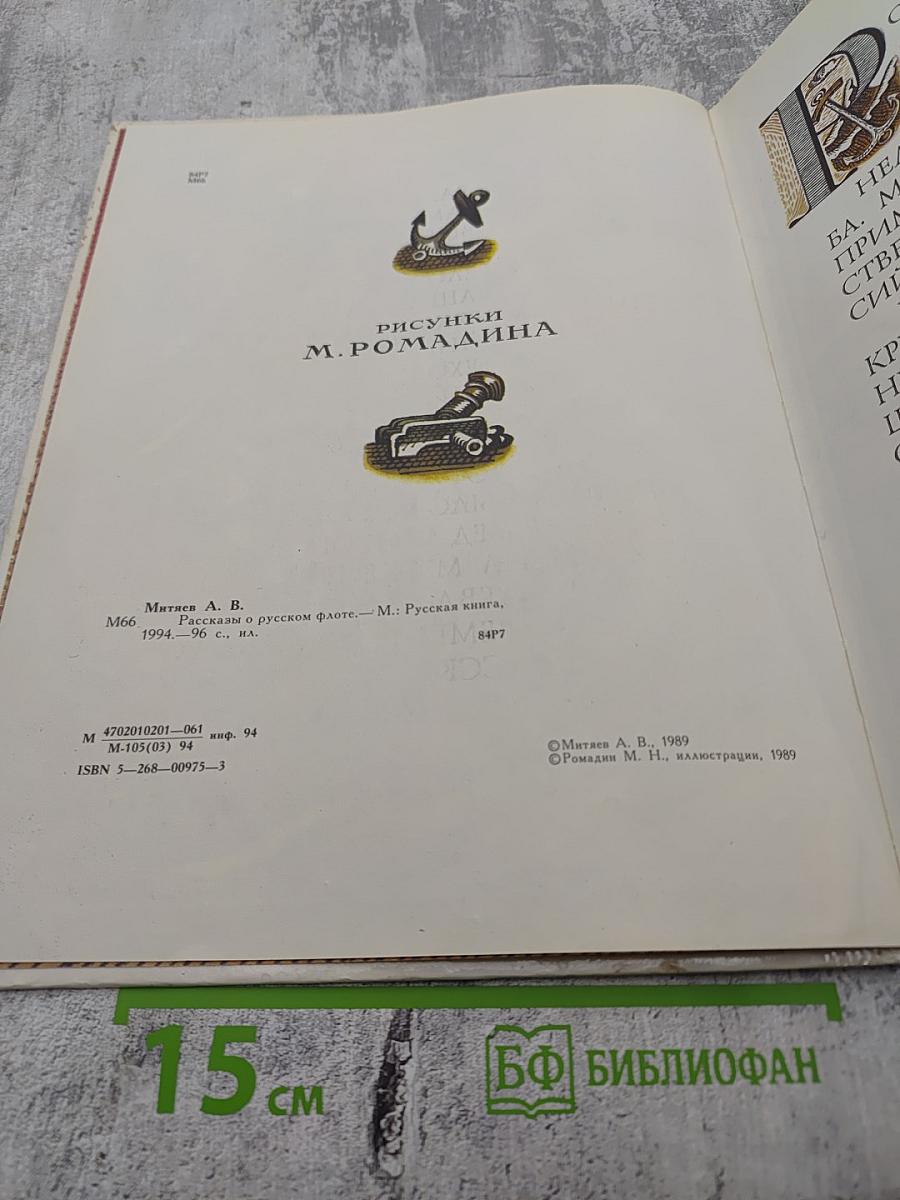 84Р7
М66
РИСУНКИ
М. РОМАДИНА
Митяев А. В.
М66 Рассказы о русском флоте.— М.: Русская книга,
1994.—96 с., ил.
84Р7
М 4702010201—061 инф. 94
М-105(03) 94
ISBN 5—268—00975—3
©Митяев А. В., 1989
©Ромадин М. Н., иллюстрации, 1989
15 см
БФ БИБЛИОФАН